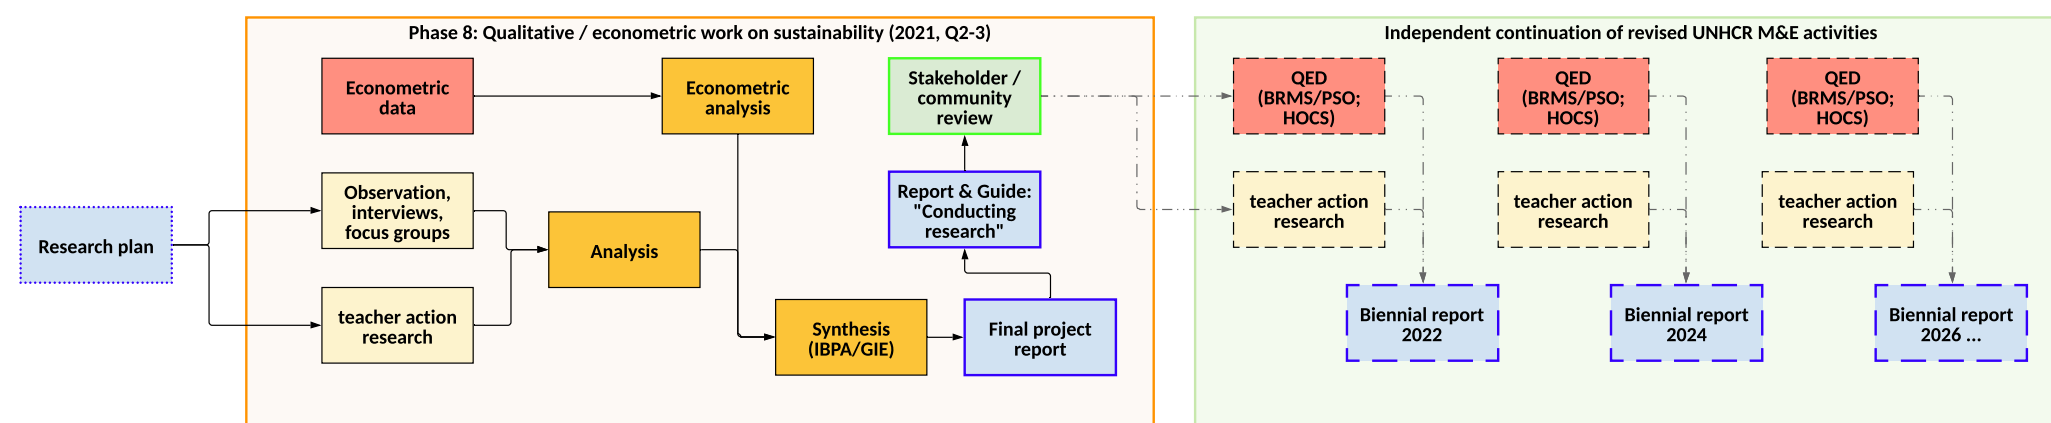 Phase 8: Qualitative / econometric work on sustainability (2021, Q2-3)
Econometric
data
Econometric
analysis
Stakeholder /
community
review
Research plan
Observation,
interviews,
focus groups
Report & Guide:
"Conducting
research"
Analysis
teacher action
research
Synthesis
(IBPA/GIE)
Final project
report
Independent continuation of revised UNHCR M&E activities
QED
(BRMS/PSO;
HOCS)
QED
(BRMS/PSO;
HOCS)
QED
(BRMS/PSO;
HOCS)
teacher action
research
teacher action
research
teacher action
research
Biennial report
2022
Biennial report
2024
Biennial report
2026 ...